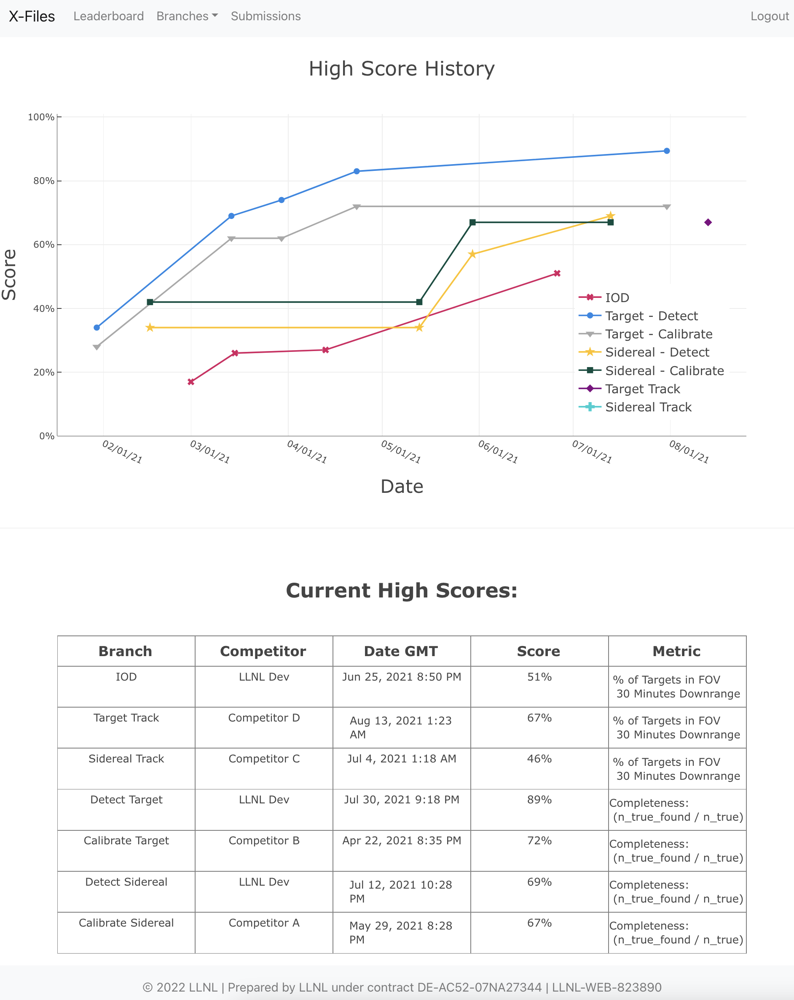 X-Files Leaderboard Branches Submissions Logout
High Score History
100%
80%
60%
40%
20%
0%
Score
IOD
Target - Detect
Target - Calibrate
Sidereal - Detect
Sidereal - Calibrate
Target Track
Sidereal Track
02/01/21 03/01/21 04/01/21 05/01/21 06/01/21 07/01/21 08/01/21
Date
Current High Scores:
Branch Competitor Date GMT Score Metric
IOD LLNL Dev Jun 25, 2021 8:50 PM 51% % of Targets in FOV
30 Minutes Downrange
Target Track Competitor D Aug 13, 2021 1:23 67% % of Targets in FOV
AM 30 Minutes Downrange
Sidereal Track Competitor C Jul 4, 2021 1:18 AM 46% % of Targets in FOV
30 Minutes Downrange
Detect Target LLNL Dev Jul 30, 2021 9:18 PM 89% Completeness:
(n_true_found / n_true)
Calibrate Target Competitor B Apr 22, 2021 8:35 PM 72% Completeness:
(n_true_found / n_true)
Detect Sidereal LLNL Dev Jul 12, 2021 10:28 69% Completeness:
PM (n_true_found / n_true)
Calibrate Sidereal Competitor A May 29, 2021 8:28 67% Completeness:
PM (n_true_found / n_true)
© 2022 LLNL | Prepared by LLNL under contract DE-AC52-07NA27344 | LLNL-WEB-823890